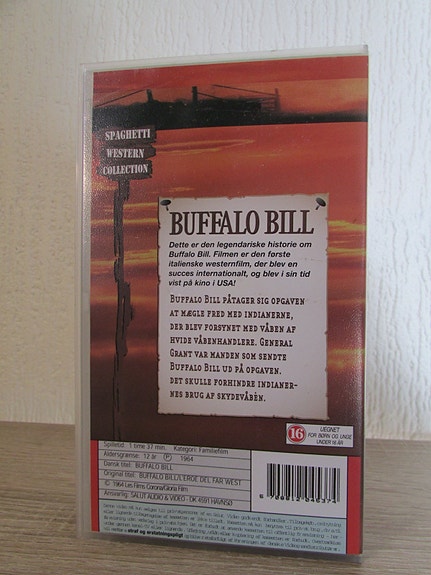 SPAGHETTI
WESTERN
COLLECTION
BUFFALO BILL
Dette er den legendariske historie om
Buffalo Bill. Filmen er den første
italienske westernfilm, der blev en
succes internationalt, og blev i sin tid
vist på kino i USA!
BUFFALO BILL PÅTAGER SIG OPGAVEN
AT MÆGLE FRED MED INDIANERNE,
DER BLEV FORSYNET MED VÅBEN AF
HVIDE VÅBENHANDLERE. GENERAL
GRANT VAR MANDEN SOM SENDTE
BUFFALO BILL UD PÅ OPGAVEN.
DET SKULLE FORHINDRE INDIANER-
NES BRUG AF SKYDEVÅBÈN.
16
UEGNET
FOR BØRN OG UNGE
UNDER 16 ÅR
Spilletid: 1 time 37 min. Kategori: Familiefilm
Aldersgrænse: 12 år P 1964
Dansk titel: BUFFALO BILL
Original titel: BUFFALO BILL/L'EROE DEL FAR WEST
© 1964 Les Films Corona/Gloria Film
Ansvarlig: SALUT AUDIO & VIDEO - DK 4591 HAVNSØ